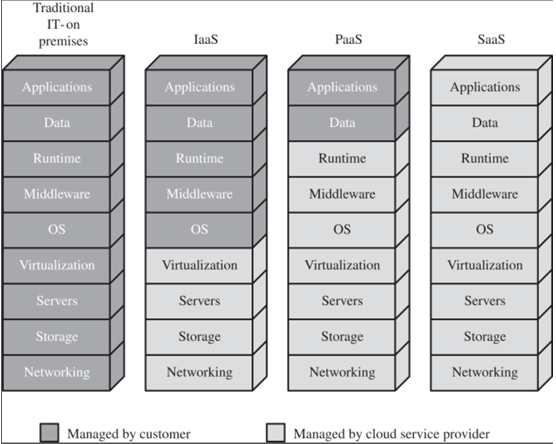 Traditional
IT-on
premises
IaaS
PaaS
SaaS
Applications
Data
Runtime
Middleware
OS
Virtualization
Servers
Storage
Networking
Applications
Data
Runtime
Middleware
OS
Virtualization
Servers
Storage
Networking
Applications
Data
Runtime
Middleware
OS
Virtualization
Servers
Storage
Networking
Applications
Data
Runtime
Middleware
OS
Virtualization
Servers
Storage
Networking
Managed by customer
Managed by cloud service provider